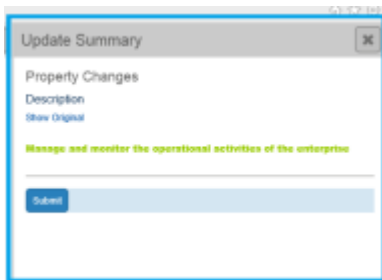 Update Summary
Property Changes
Description
Show Original
Manage and monitor the operational activities of the enterprise
Submit